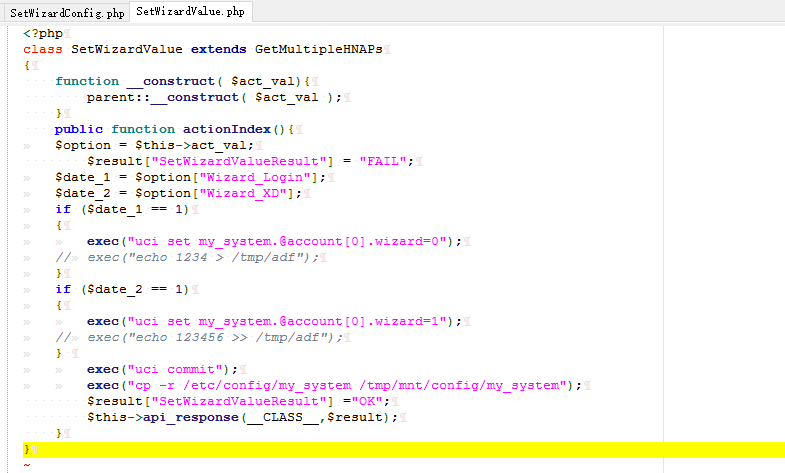 SetWizardConfig.php SetWizardValue.php
<?php
class SetWizardValue extends GetMultipleHNAPs
{
    function __construct( $act_val){
        parent::__construct( $act_val );
    }
    public function actionIndex(){
    $option = $this->act_val;
        $result["SetWizardValueResult"] = "FAIL";
    $date_1 = $option["Wizard_Login"];
    $date_2 = $option["Wizard_XD"];
    if ($date_1 == 1)
    {
        exec("uci set my_system.@account[0].wizard=0");
    //  exec("echo 1234 > /tmp/adf");
    }
    if ($date_2 == 1)
    {
        exec("uci set my_system.@account[0].wizard=1");
    //  exec("echo 123456 >> /tmp/adf");
    }
        exec("uci commit");
        exec("cp -r /etc/config/my_system /tmp/mnt/config/my_system");
        $result["SetWizardValueResult"] ="OK";
        $this->api_response(__CLASS__,$result);
    }
}
~